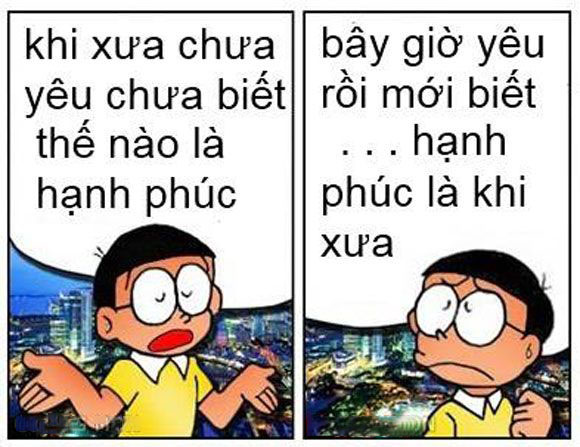 khi xưa chưa
yêu chưa biết
thế nào là
hạnh phúc
bây giờ yêu
rồi mới biết
. . . hạnh
phúc là khi
xưa